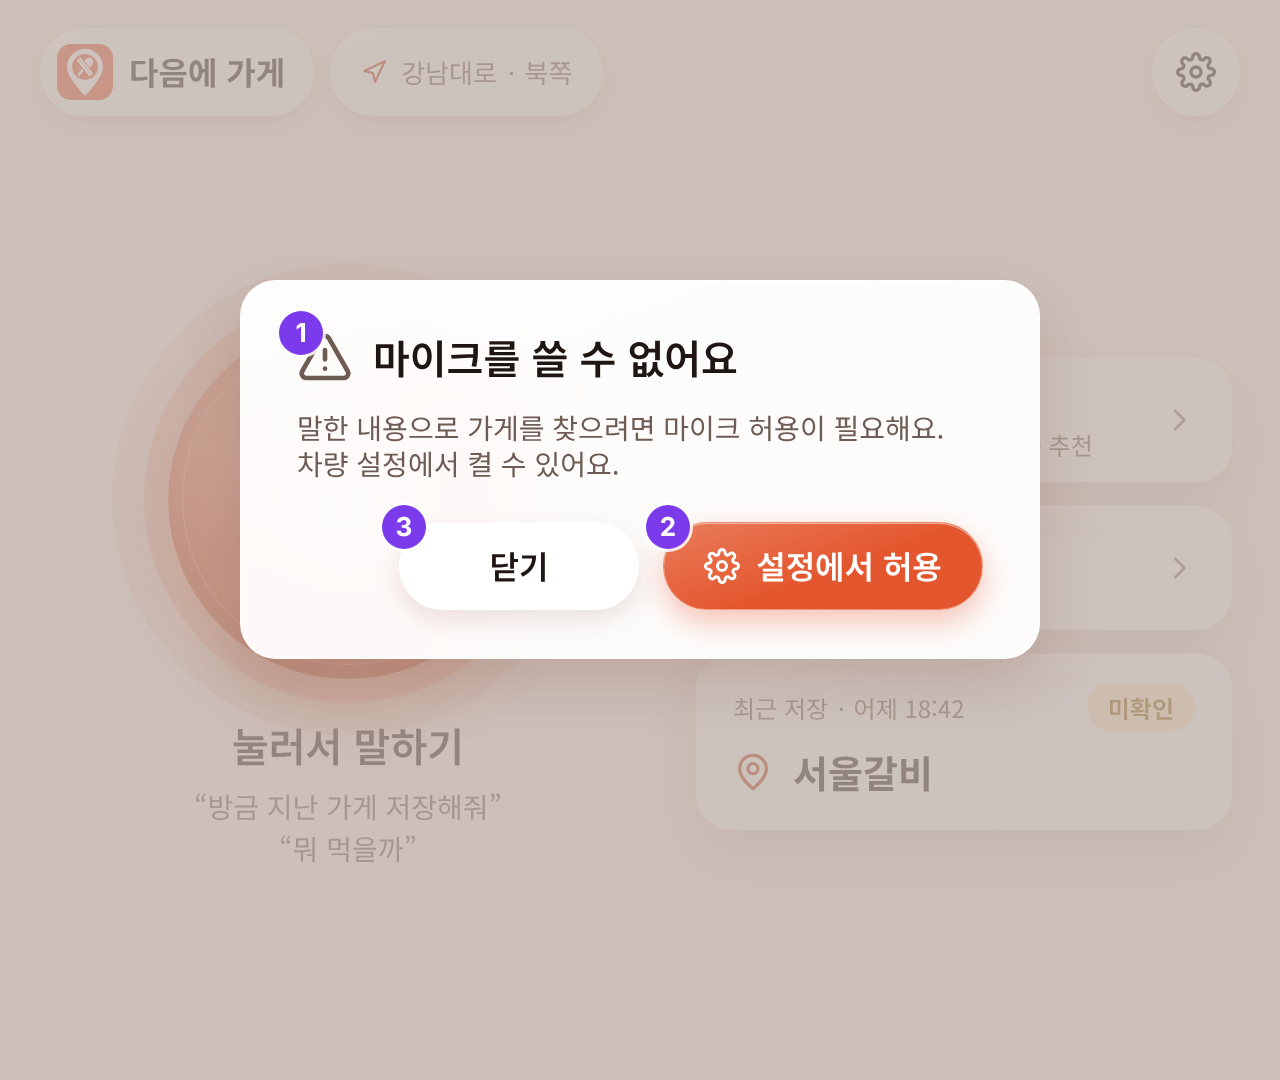 다음에 가게
강남대로 · 북쪽
1
마이크를 쓸 수 없어요
말한 내용으로 가게를 찾으려면 마이크 허용이 필요해요.
차량 설정에서 켤 수 있어요.
추천
3
닫기
2
설정에서 허용
최근 저장 · 어제 18:42
미확인
서울갈비
눌러서 말하기
“방금 지난 가게 저장해줘”
“뭐 먹을까”